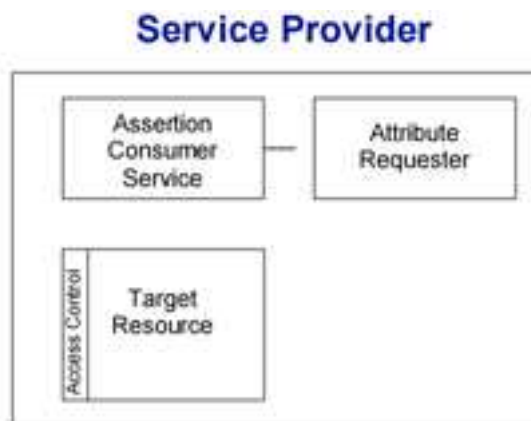 Service Provider
Assertion
Consumer
Service
Attribute
Requester
Access Control
Target
Resource